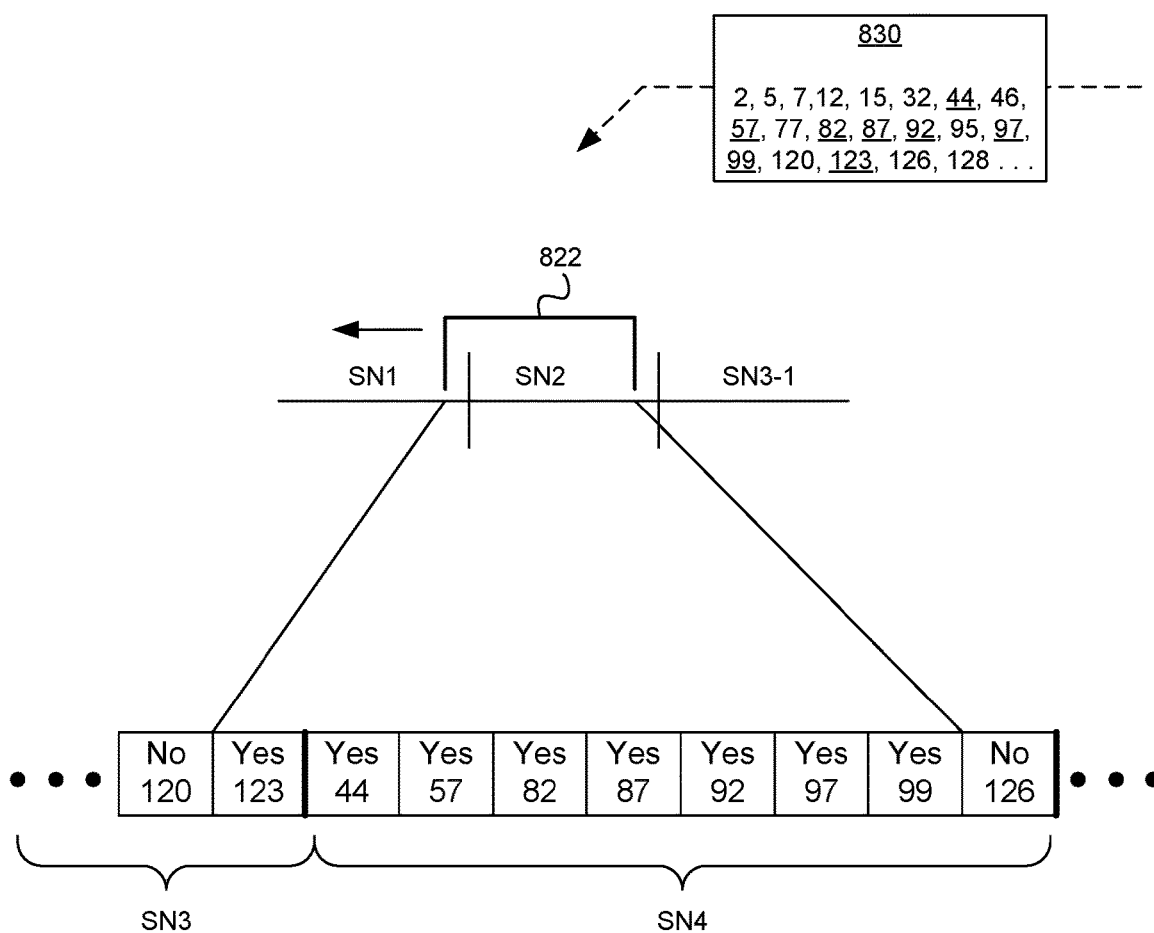 830
2, 5, 7,12, 15, 32, 44, 46,
57, 77, 82, 87, 92, 95, 97,
99, 120, 123, 126, 128 . . .
822
SN1 SN2 SN3-1
No Yes Yes Yes Yes Yes Yes Yes Yes No
120 123 44 57 82 87 92 97 99 126
SN3 SN4